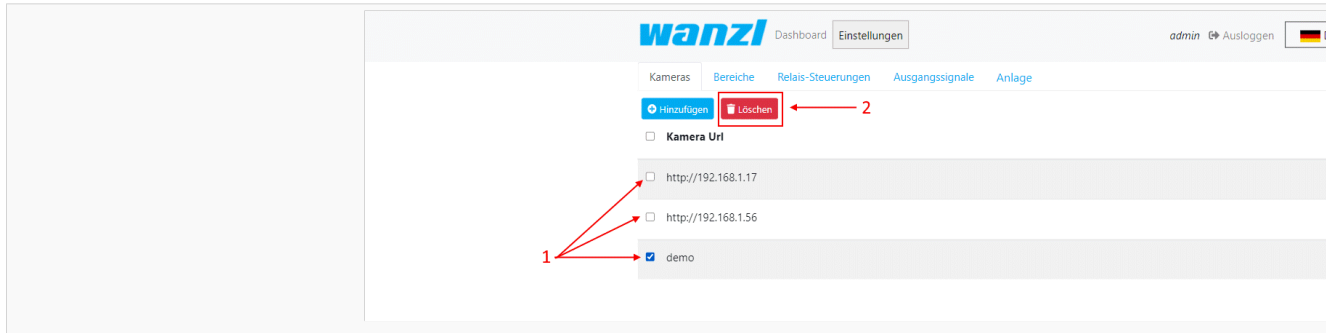 wanzl Dashboard Einstellungen admin Ausloggen
Kameras Bereiche Relais-Steuerungen Ausgangssignale Anlage
Hinzufügen Löschen 2
Kamera Url
http://192.168.1.17
http://192.168.1.56
1 demo